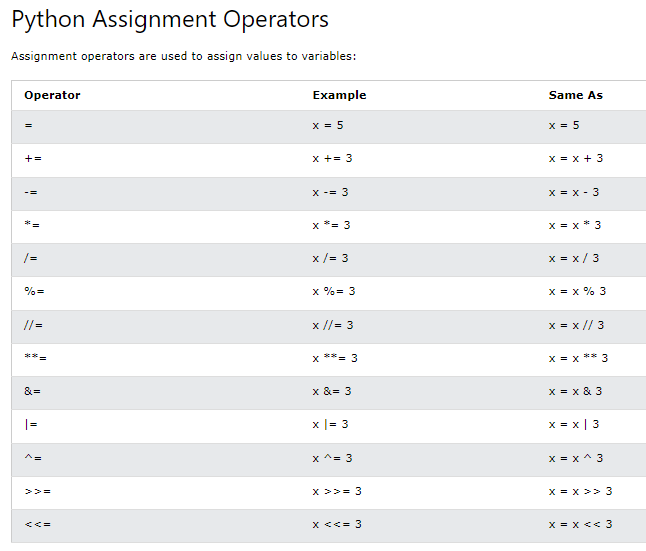 Python Assignment Operators
Assignment operators are used to assign values to variables:
Operator Example Same As
= x = 5 x = 5
+= x += 3 x = x + 3
-= x -= 3 x = x - 3
*= x *= 3 x = x * 3
/= x /= 3 x = x / 3
%= x %= 3 x = x % 3
//= x //= 3 x = x // 3
**= x **= 3 x = x ** 3
&= x &= 3 x = x & 3
|= x |= 3 x = x | 3
^= x ^= 3 x = x ^ 3
>>= x >>= 3 x = x >> 3
<<= x <<= 3 x = x << 3